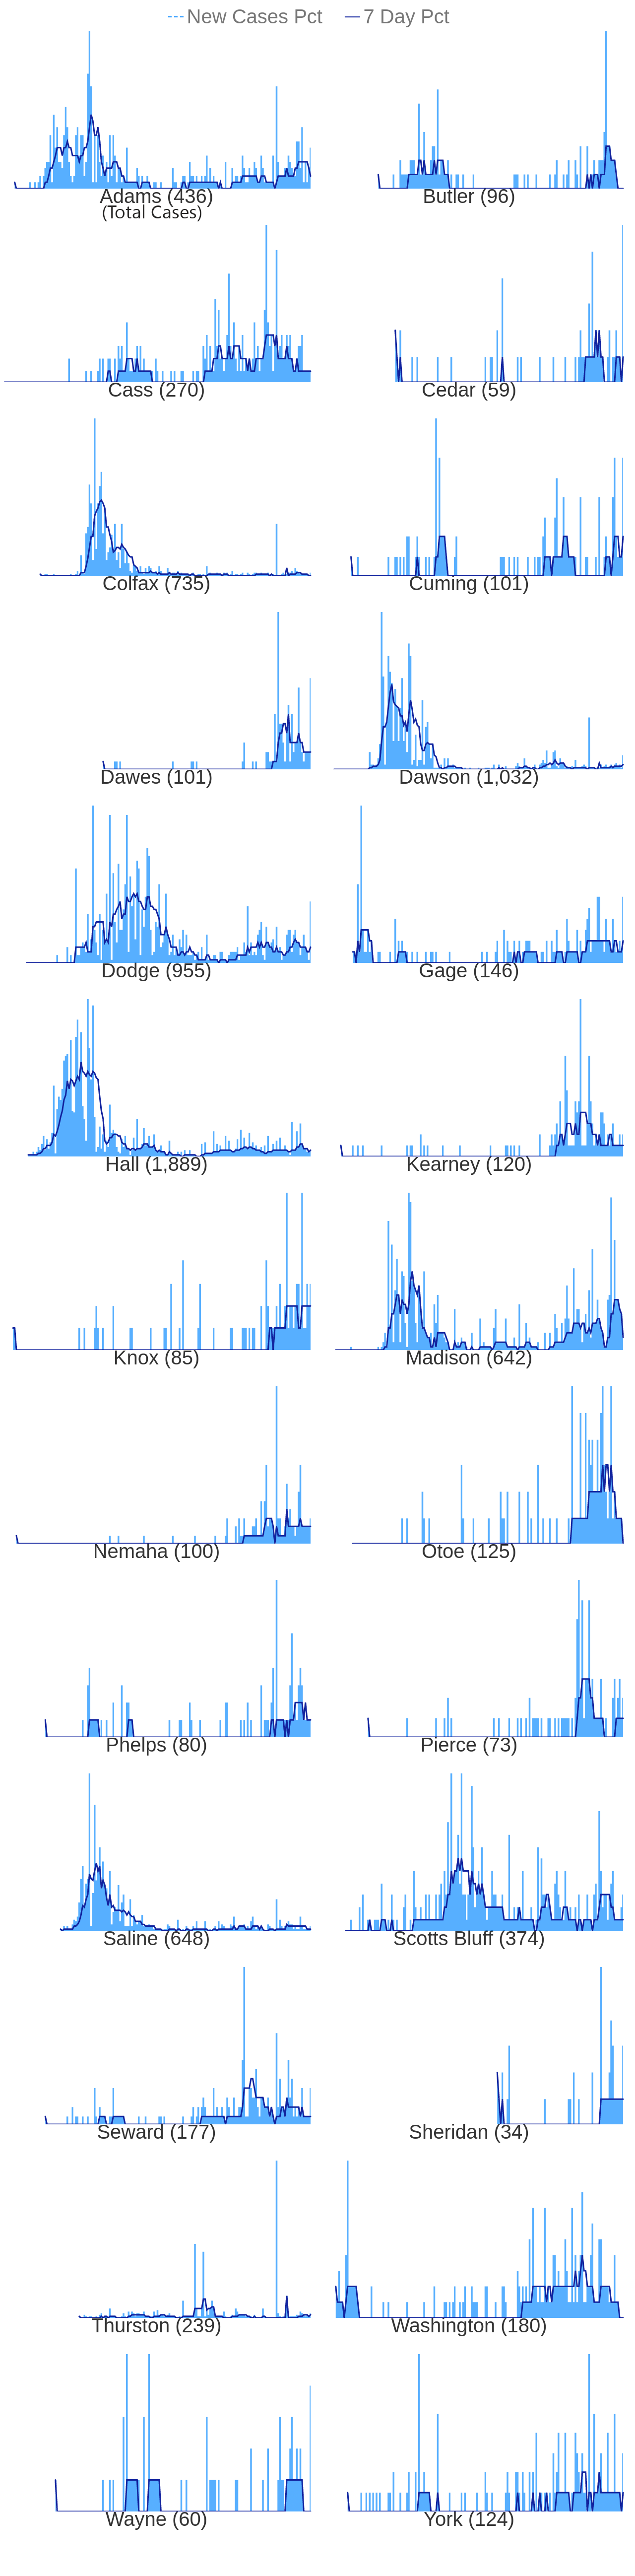 New Cases Pct 7 Day Pct
Adams (436) Butler (96)
(Total Cases)
Cass (270) Cedar (59)
Colfax (735) Cuming (101)
Dawes (101) Dawson (1,032)
Dodge (955) Gage (146)
Hall (1,889) Kearney (120)
Knox (85) Madison (642)
Nemaha (100) Otoe (125)
Phelps (80) Pierce (73)
Saline (648) Scotts Bluff (374)
Seward (177) Sheridan (34)
Thurston (239) Washington (180)
Wayne (60) York (124)